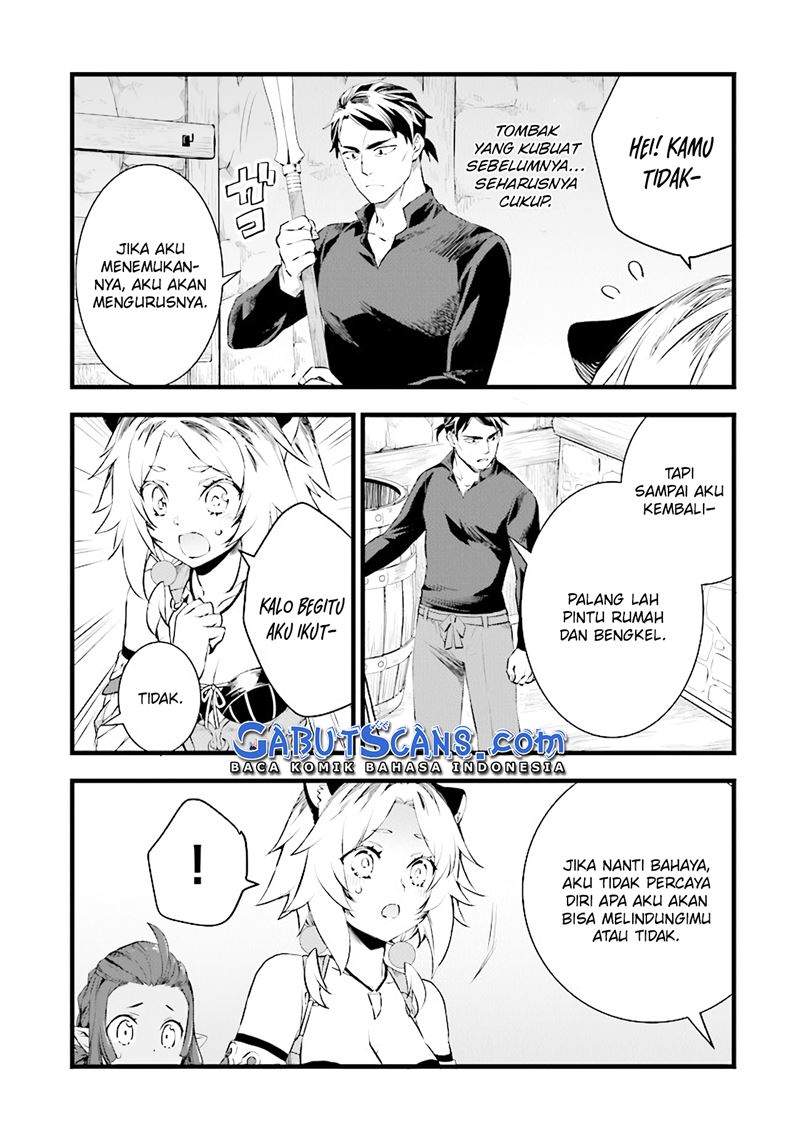 HEI! KAMU
TIDAK-
TOMBAK
YANG KUBUAT
SEBELUMNYA...
SEHARUSNYA
CUKUP.
ガコ
JIKA AKU
MENEMUKAN-
NYA, AKU AKAN
MENGURUSNYA.
TAPI
SAMPAI AKU
KEMBALI-
PALANG LAH
PINTU RUMAH
DAN BENGKEL.
KALO BEGITU
AKU IKUT-
TIDAK.
GABUTSCANS.COM
BACA KOMIK BAHASA INDONESIA
JIKA NANTI BAHAYA,
AKU TIDAK PERCAYA
DIRI APA AKU AKAN
BISA MELINDUNGIMU
ATAU TIDAK.
!